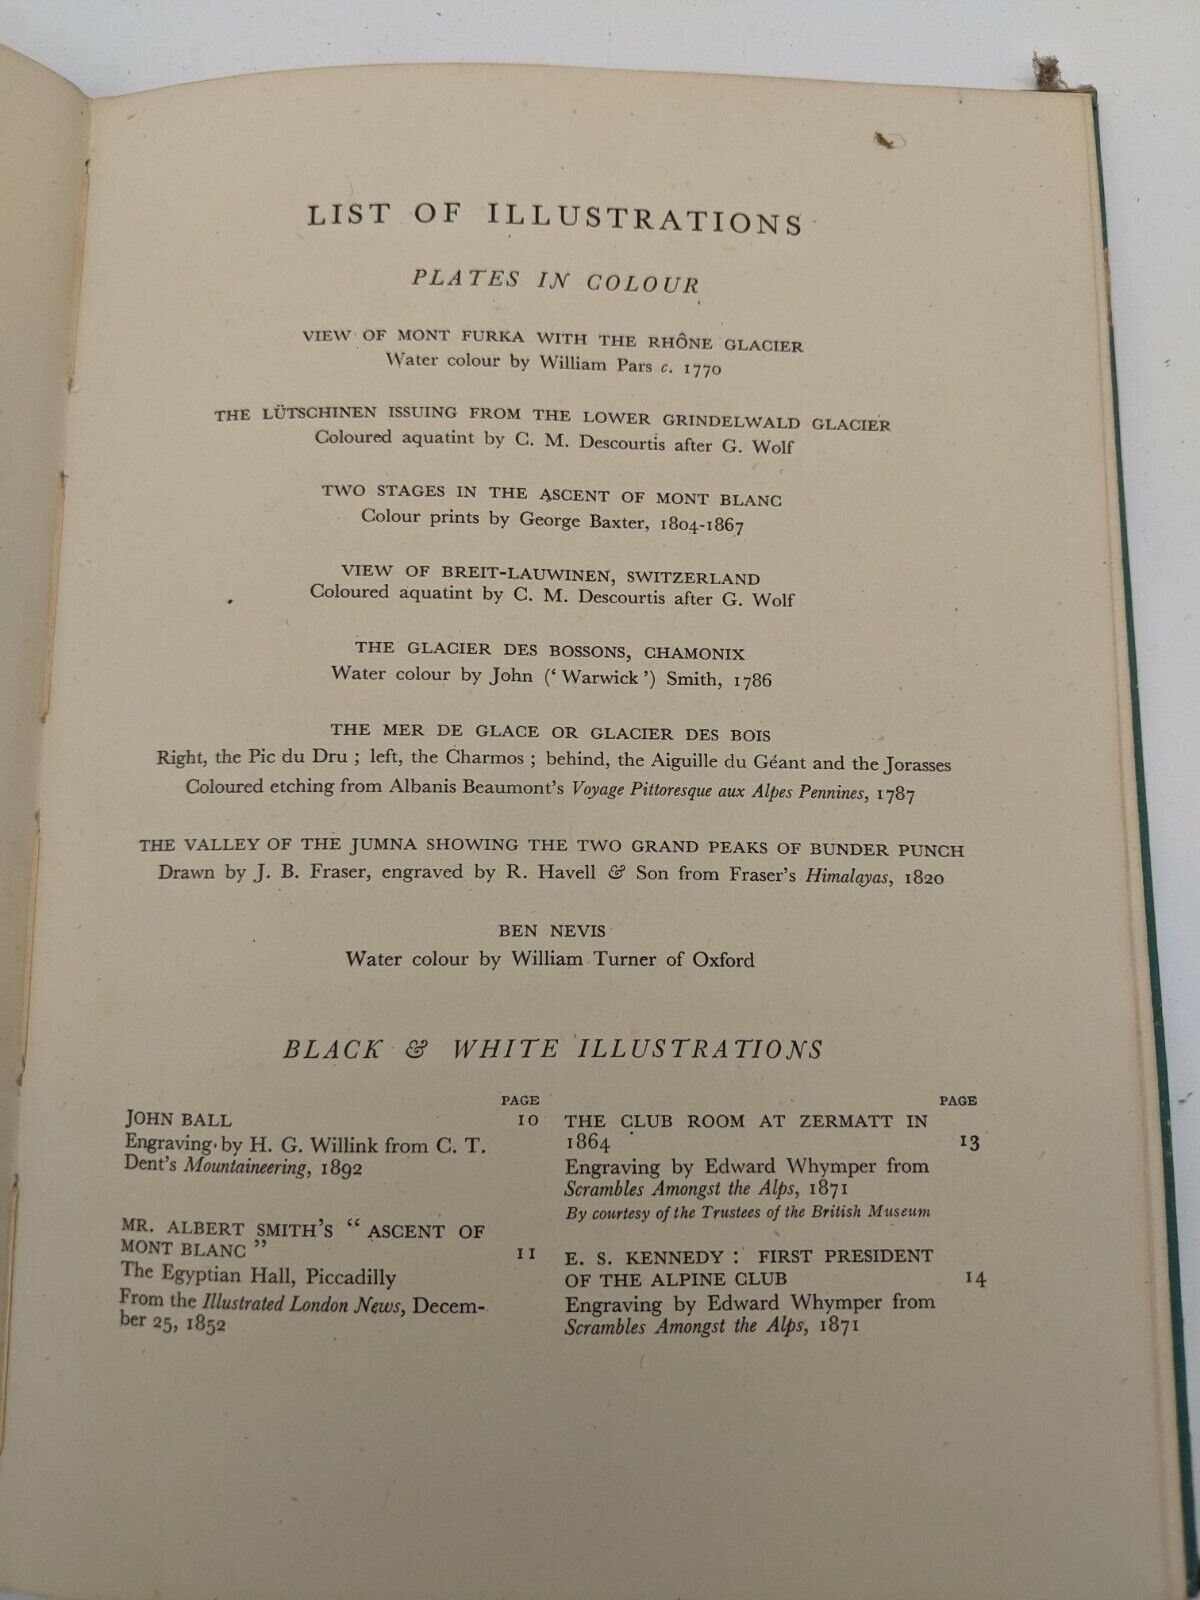 LIST OF ILLUSTRATIONS
PLATES IN COLOUR
VIEW OF MONT FURKA WITH THE RHÔNE GLACIER
Water colour by William Pars c. 1770
THE LÜTSCHINEN ISSUING FROM THE LOWER GRINDELWALD GLACIER
Coloured aquatint by C. M. Descourtis after G. Wolf
TWO STAGES IN THE ASCENT OF MONT BLANC
Colour prints by George Baxter, 1804-1867
VIEW OF BREIT-LAUWINEN, SWITZERLAND
Coloured aquatint by C. M. Descourtis after G. Wolf
THE GLACIER DES BOSSONS, CHAMONIX
Water colour by John (‘ Warwick ’) Smith, 1786
THE MER DE GLACE OR GLACIER DES BOIS
Right, the Pic du Dru ; left, the Charmos ; behind, the Aiguille du Géant and the Jorasses
Coloured etching from Albanis Beaumont's Voyage Pittoresque aux Alpes Pennines, 1787
THE VALLEY OF THE JUMNA SHOWING THE TWO GRAND PEAKS OF BUNDER PUNCH
Drawn by J. B. Fraser, engraved by R. Havell & Son from Fraser's Himalayas, 1820
BEN NEVIS
Water colour by William Turner of Oxford
BLACK & WHITE ILLUSTRATIONS
PAGE
JOHN BALL 10
Engraving by H. G. Willink from C. T.
Dent's Mountaineering, 1892
MR. ALBERT SMITH'S “ ASCENT OF
MONT BLANC ” 11
The Egyptian Hall, Piccadilly
From the Illustrated London News, Decem-
ber 25, 1852
PAGE
THE CLUB ROOM AT ZERMATT IN
1864 13
Engraving by Edward Whymper from
Scrambles Amongst the Alps, 1871
By courtesy of the Trustees of the British Museum
E. S. KENNEDY : FIRST PRESIDENT
OF THE ALPINE CLUB 14
Engraving by Edward Whymper from
Scrambles Amongst the Alps, 1871